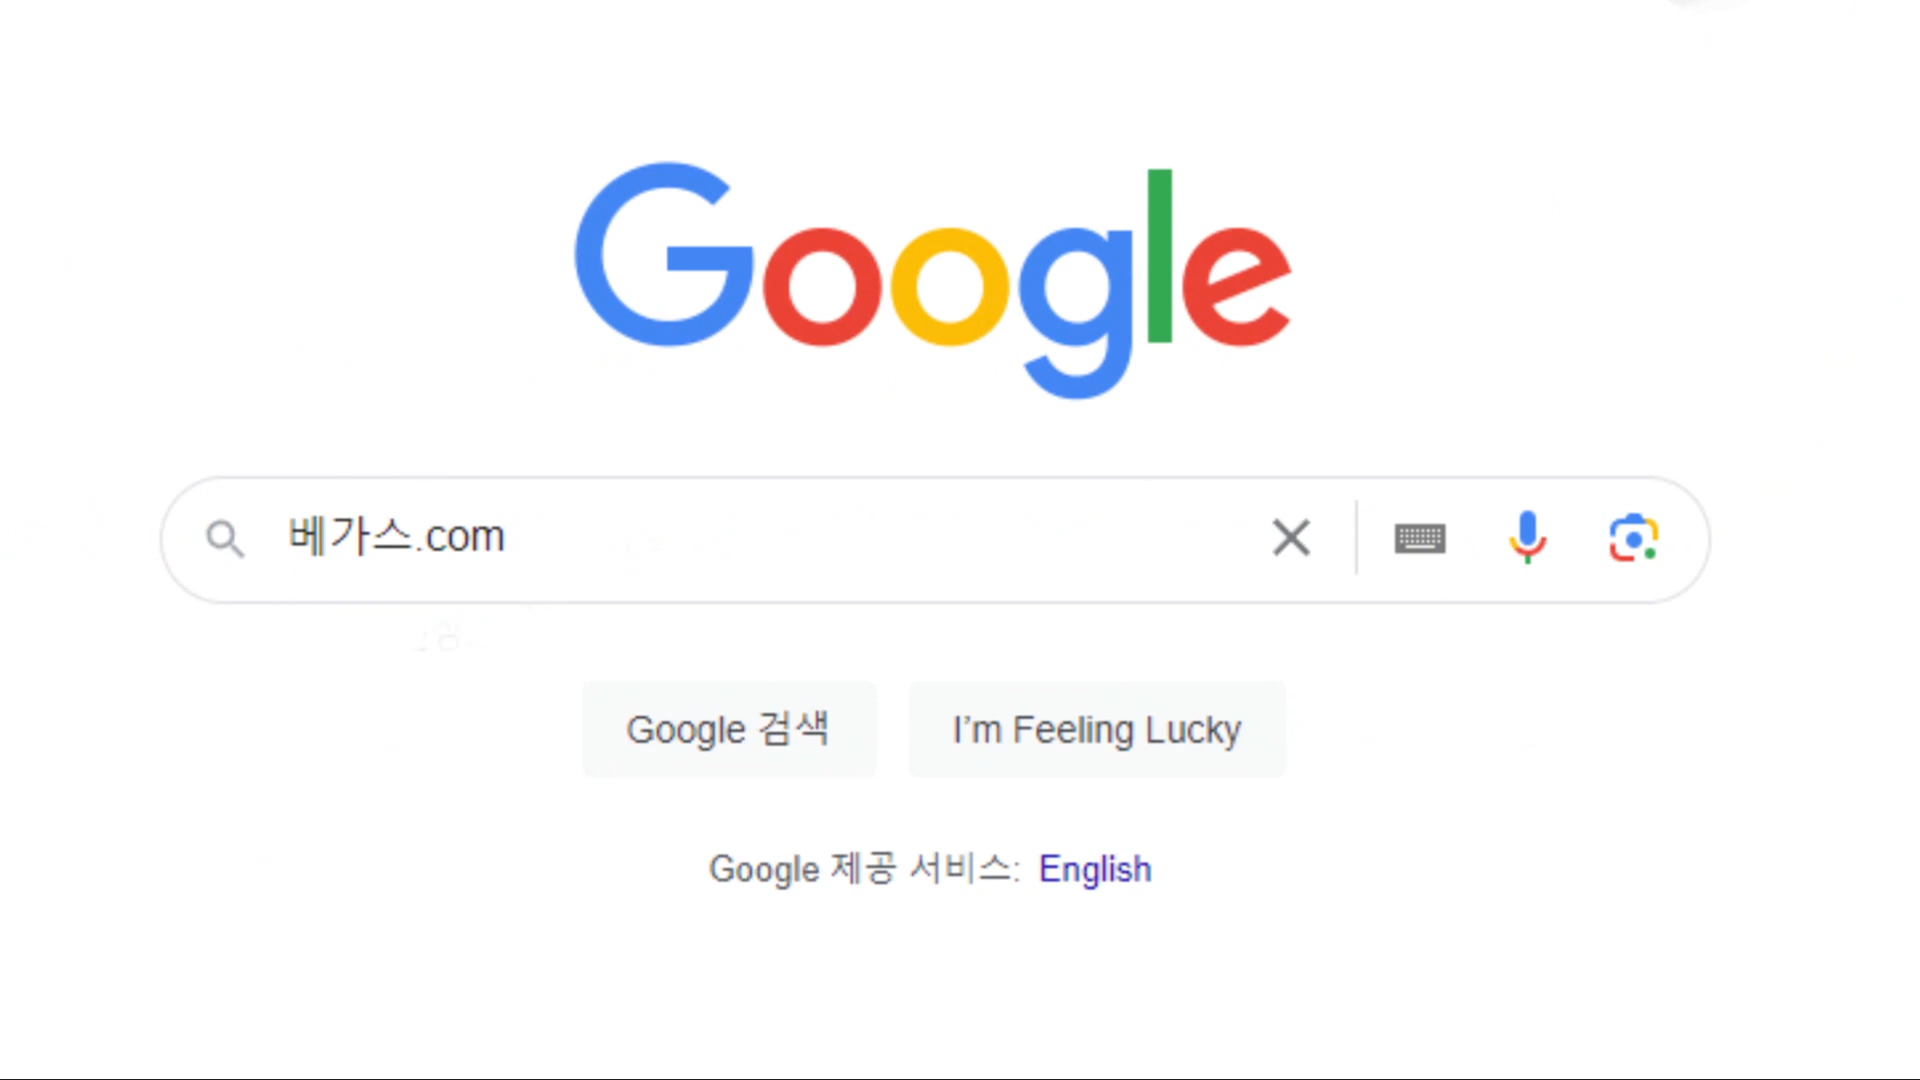 Google
베가스.com
Google 검색
I'm Feeling Lucky
Google 제공 서비스: English